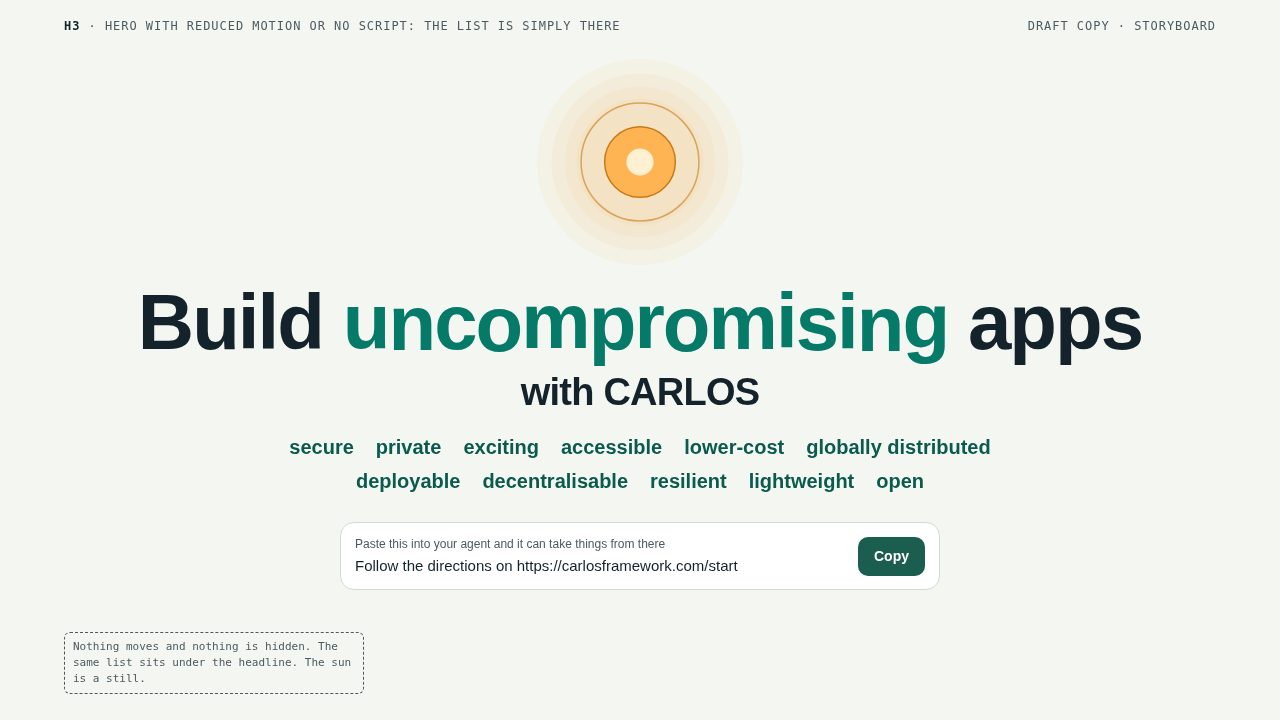 H3 · HERO WITH REDUCED MOTION OR NO SCRIPT: THE LIST IS SIMPLY THERE
DRAFT COPY · STORYBOARD
Build uncompromising apps
with CARLOS
secure private exciting accessible lower-cost globally distributed
deployable decentralisable resilient lightweight open
Paste this into your agent and it can take things from there
Follow the directions on https://carlosframework.com/start
Copy
Nothing moves and nothing is hidden. The
same list sits under the headline. The sun
is a still.